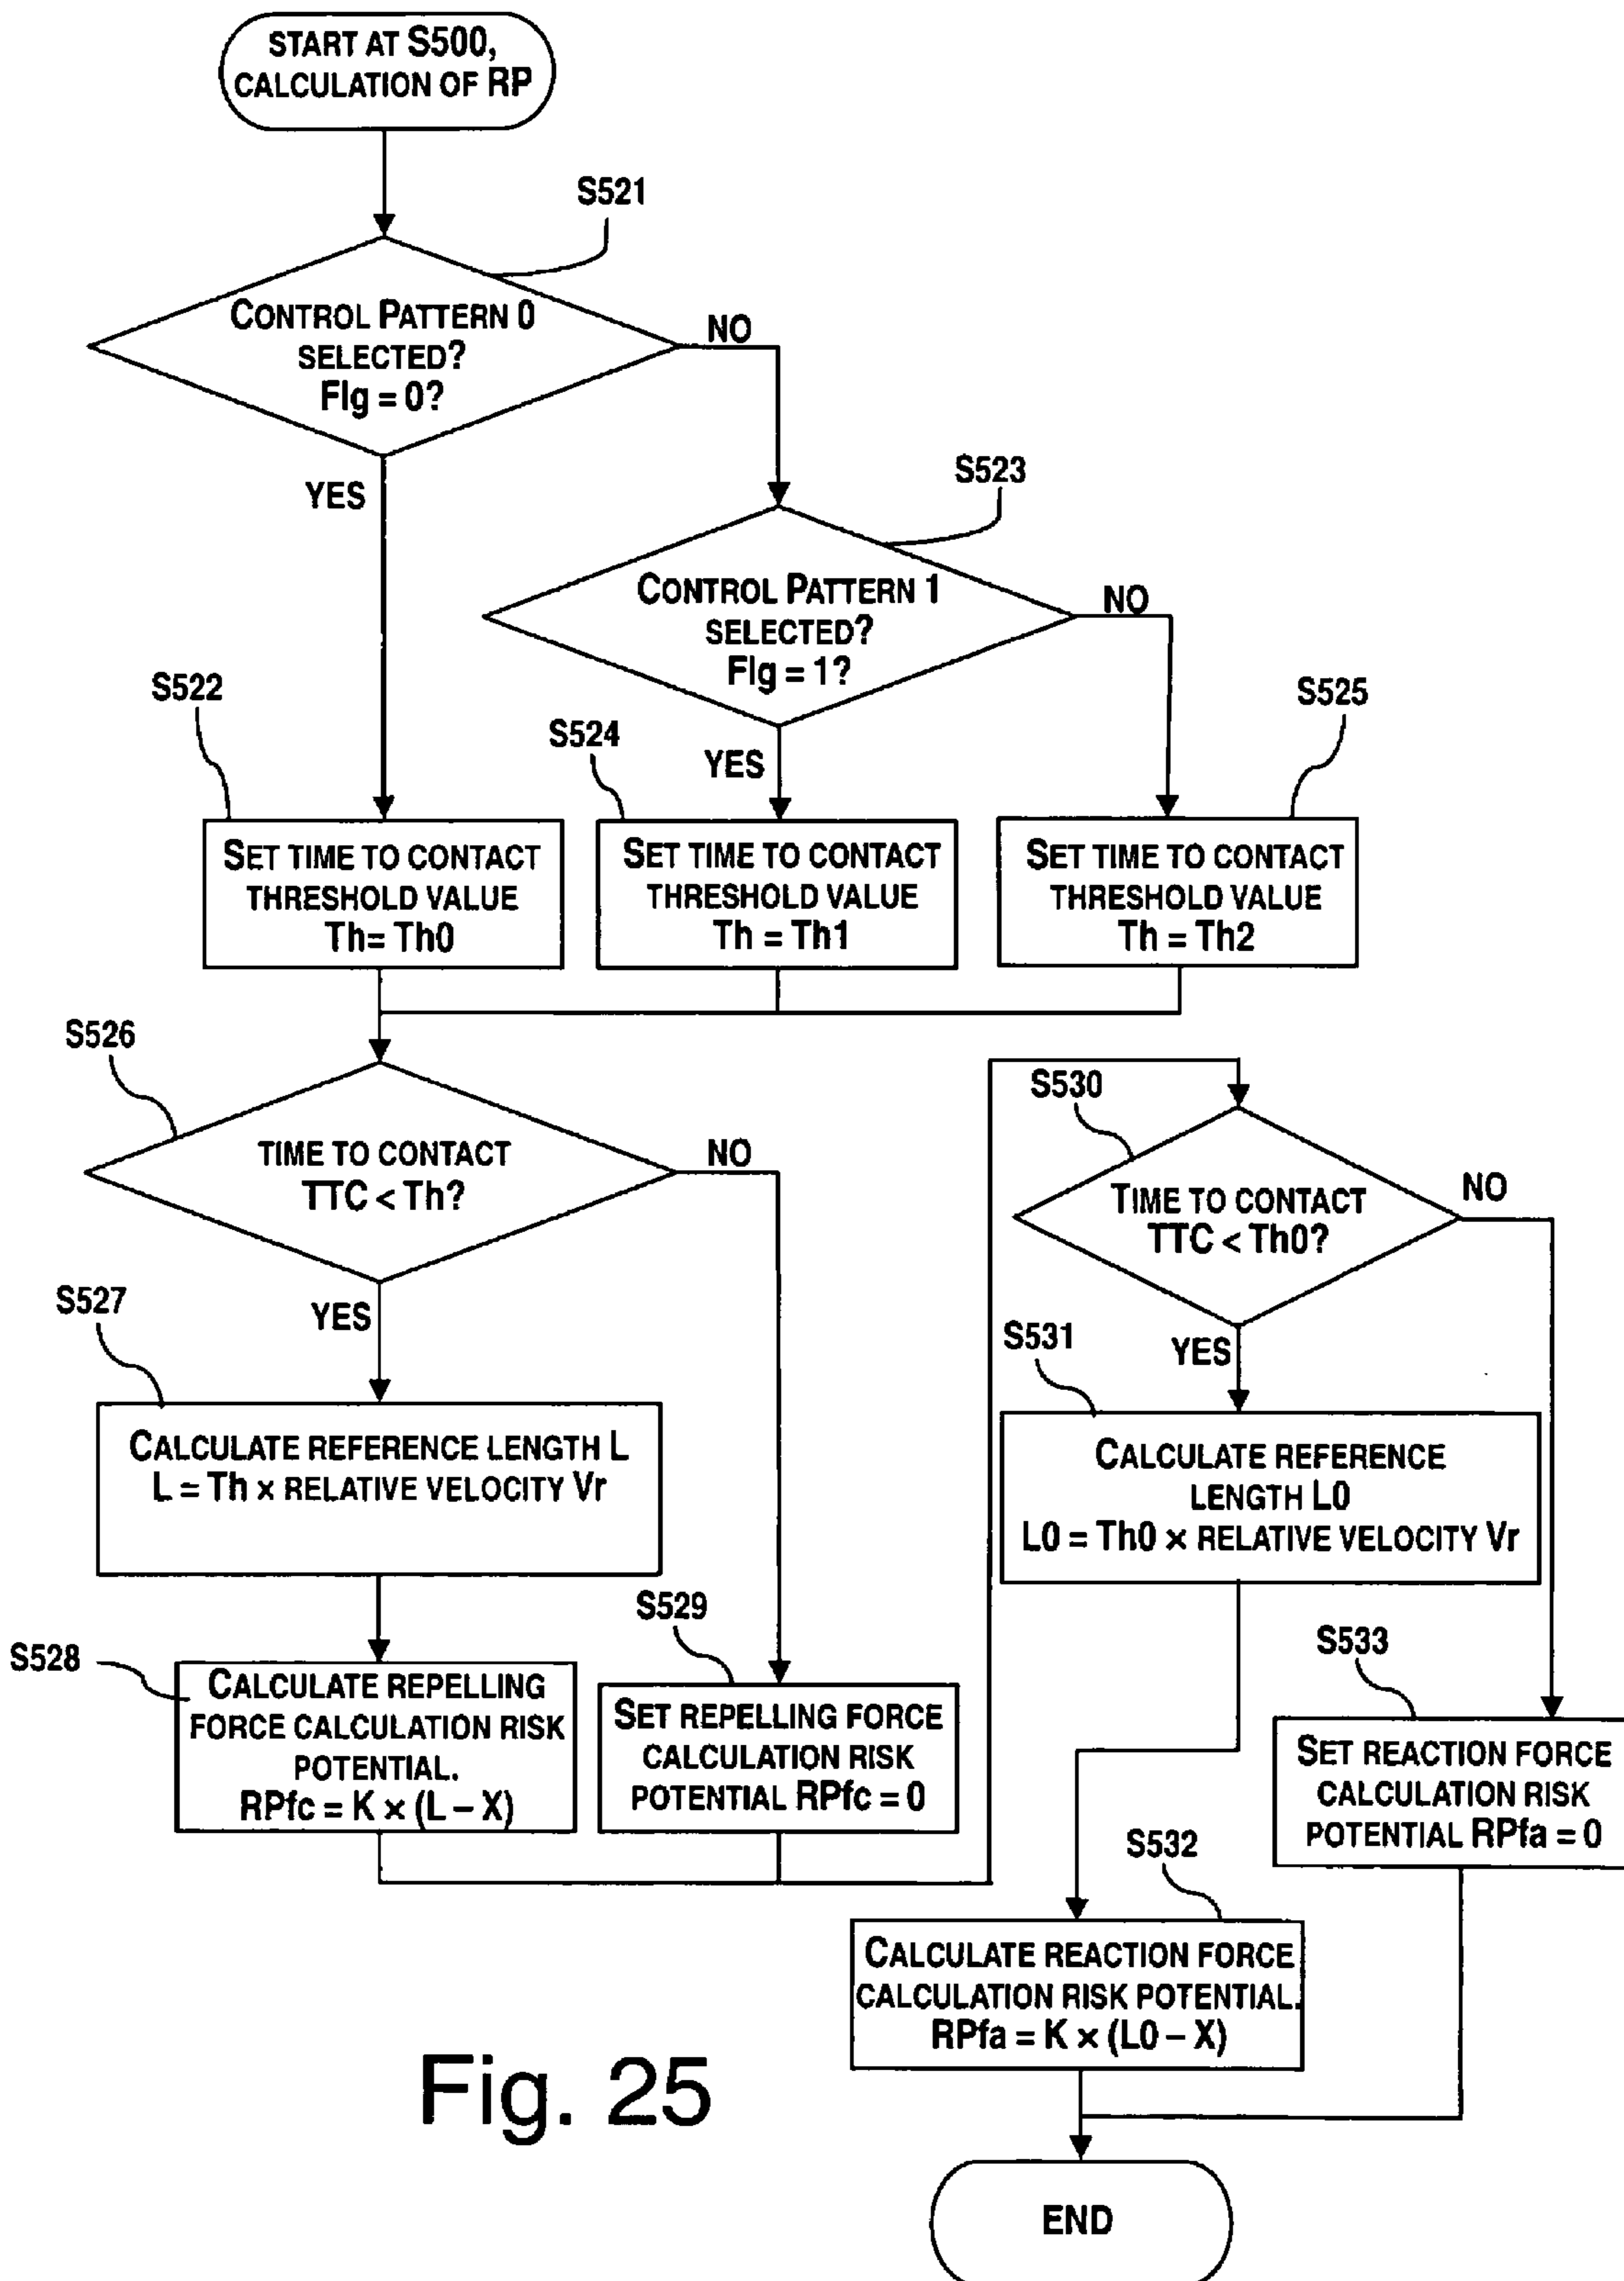 START AT S500,
CALCULATION OF RP
S521
CONTROL PATTERN 0
SELECTED?
Flg = 0?
NO
YES
S523
CONTROL PATTERN 1
SELECTED?
Flg = 1?
NO
YES
S522
SET TIME TO CONTACT
THRESHOLD VALUE
Th= Th0
S524
SET TIME TO CONTACT
THRESHOLD VALUE
Th = Th1
S525
SET TIME TO CONTACT
THRESHOLD VALUE
Th = Th2
S526
TIME TO CONTACT
TTC < Th?
NO
YES
S527
CALCULATE REFERENCE LENGTH L
L = Th × RELATIVE VELOCITY Vr
S528
CALCULATE REPELLING
FORCE CALCULATION RISK
POTENTIAL.
RPfc = K × (L – X)
S529
SET REPELLING FORCE
CALCULATION RISK
POTENTIAL RPfc = 0
S530
TIME TO CONTACT
TTC < Th0?
NO
YES
S531
CALCULATE REFERENCE
LENGTH L0
L0 = Th0 × RELATIVE VELOCITY Vr
S533
SET REACTION FORCE
CALCULATION RISK
POTENTIAL RPfa = 0
S532
CALCULATE REACTION FORCE
CALCULATION RISK POTENTIAL.
RPfa = K × (L0 – X)
END
Fig. 25